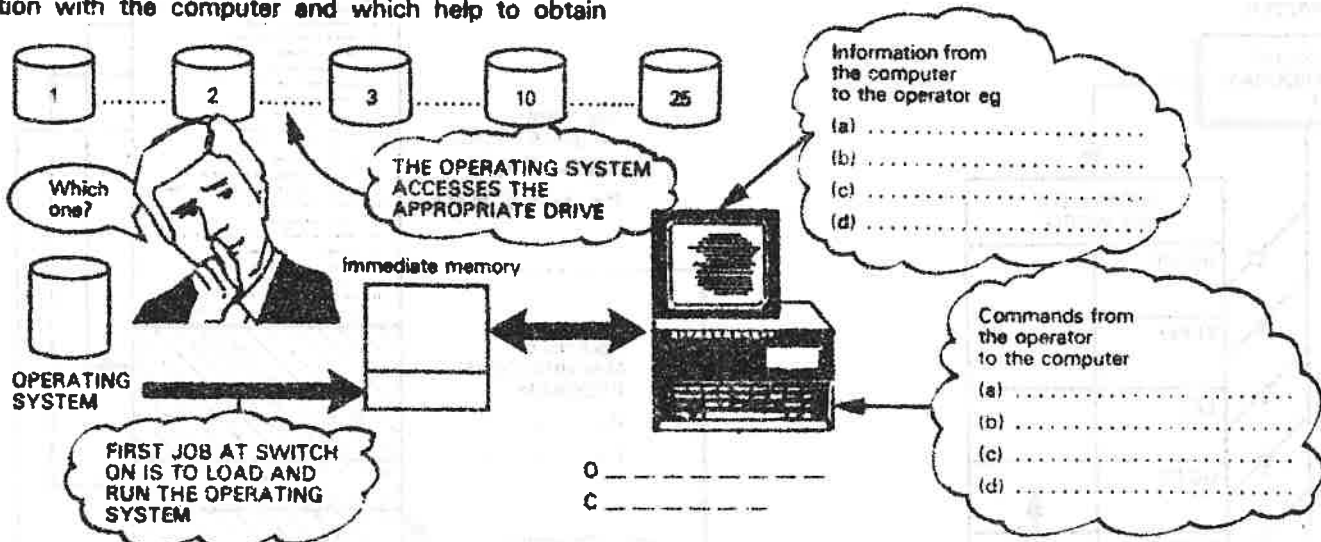 tion with the computer and which help to obtain
1 ...... 2 ...... 3 ...... 10 ...... 25
Which
one?
THE OPERATING SYSTEM
ACCESSES THE
APPROPRIATE DRIVE
Information from
the computer
to the operator eg
(a) ..............................
(b) ..............................
(c) ..............................
(d) ..............................
Immediate memory
OPERATING
SYSTEM
FIRST JOB AT SWITCH
ON IS TO LOAD AND
RUN THE OPERATING
SYSTEM
O _ _ _ _ _ _ _ _
C _ _ _ _ _ _
Commands from
the operator
to the computer
(a) ..............................
(b) ..............................
(c) ..............................
(d) ..............................